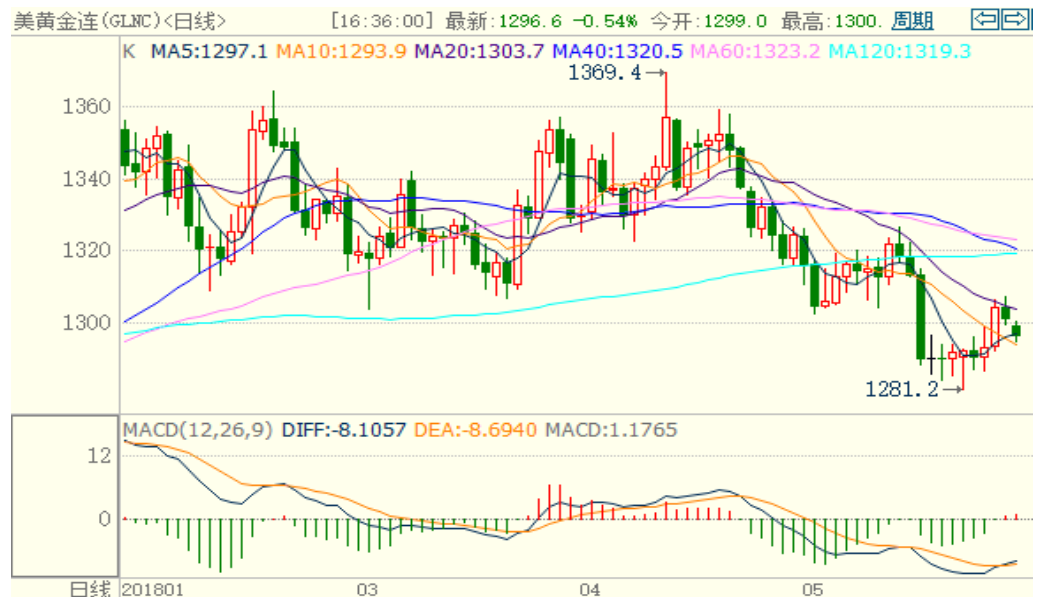 美黄金连(GLNC)<日线> [16:36:00] 最新:1296.6 -0.54% 今开:1299.0 最高:1300. 周期
K MA5:1297.1 MA10:1293.9 MA20:1303.7 MA40:1320.5 MA60:1323.2 MA120:1319.3
1369.4
1360
1340
1320
1300
1281.2
MACD(12,26,9) DIFF:-8.1057 DEA:-8.6940 MACD:1.1765
12
0
日线 201801 03 04 05